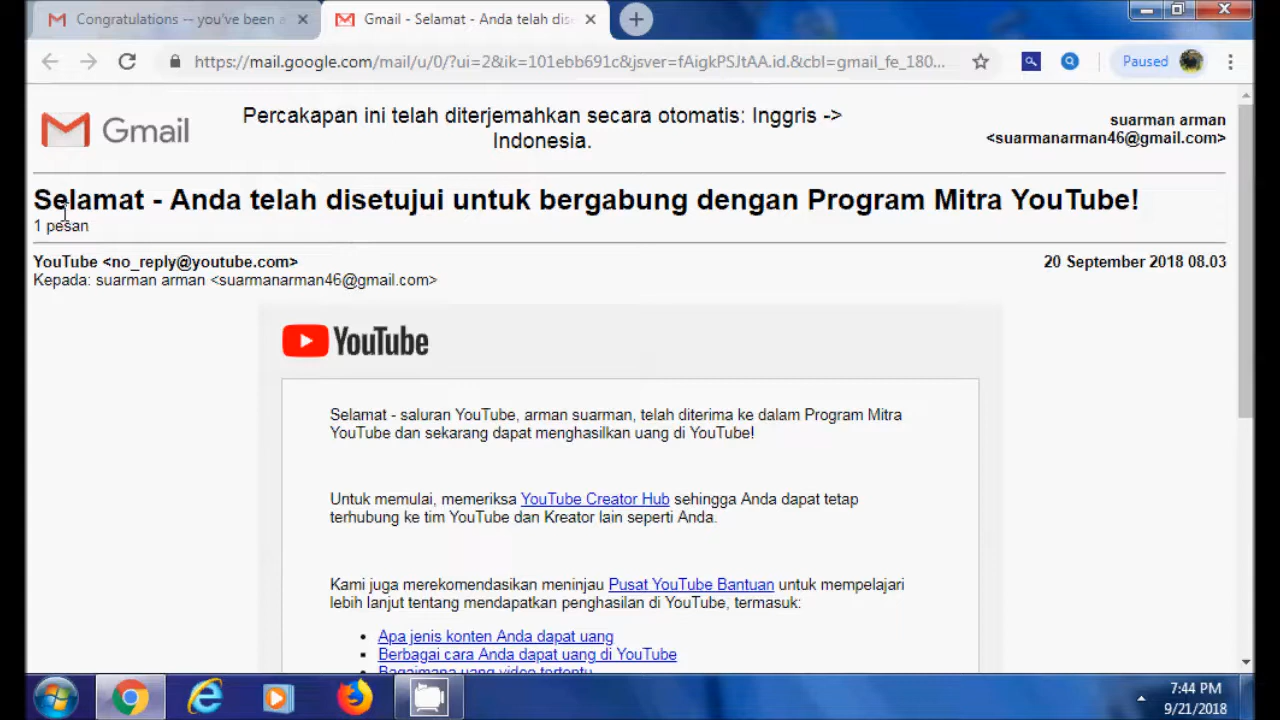 Congratulations -- you've been a
Gmail - Selamat - Anda telah dise
https://mail.google.com/mail/u/0/?ui=2&ik=101ebb691c&jsver=fAigkPSJtAA.id.&cbl=gmail_fe_180...
Paused
Gmail
Percakapan ini telah diterjemahkan secara otomatis: Inggris ->
Indonesia.
suarman arman
<suarmanarman46@gmail.com>
Selamat - Anda telah disetujui untuk bergabung dengan Program Mitra YouTube!
1 pesan
YouTube <no_reply@youtube.com>
20 September 2018 08.03
Kepada: suarman arman <suarmanarman46@gmail.com>
YouTube
Selamat - saluran YouTube, arman suarman, telah diterima ke dalam Program Mitra
YouTube dan sekarang dapat menghasilkan uang di YouTube!
Untuk memulai, memeriksa YouTube Creator Hub sehingga Anda dapat tetap
terhubung ke tim YouTube dan Kreator lain seperti Anda.
Kami juga merekomendasikan meninjau Pusat YouTube Bantuan untuk mempelajari
lebih lanjut tentang mendapatkan penghasilan di YouTube, termasuk:
Apa jenis konten Anda dapat uang
Berbagai cara Anda dapat uang di YouTube
Bagaimana uang video tertentu
7:44 PM
9/21/2018